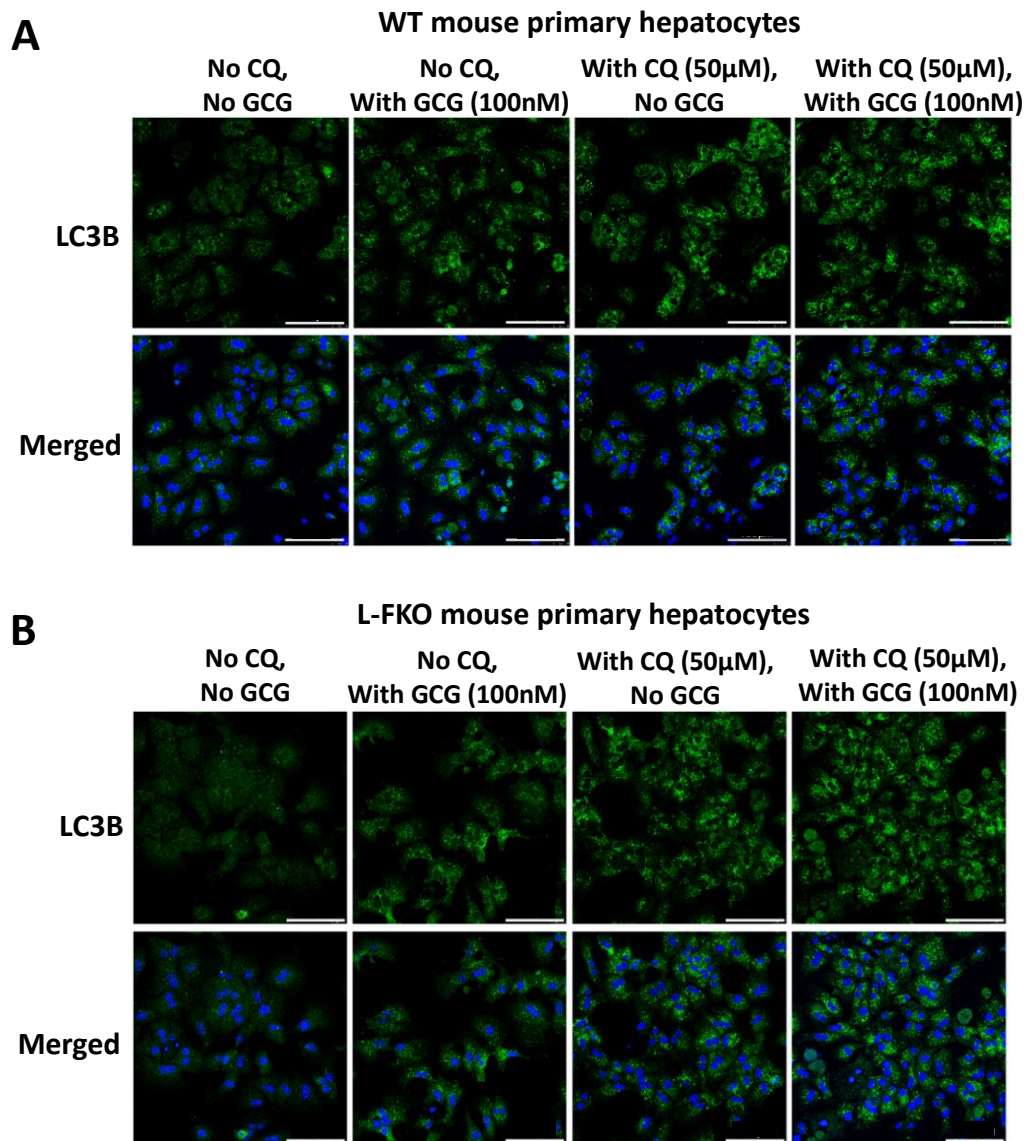 A
WT mouse primary hepatocytes
No CQ,
No GCG
No CQ,
With GCG (100nM)
With CQ (50μM),
No GCG
With CQ (50μM),
With GCG (100nM)
LC3B
Merged
B
L-FKO mouse primary hepatocytes
No CQ,
No GCG
No CQ,
With GCG (100nM)
With CQ (50μM),
No GCG
With CQ (50μM),
With GCG (100nM)
LC3B
Merged